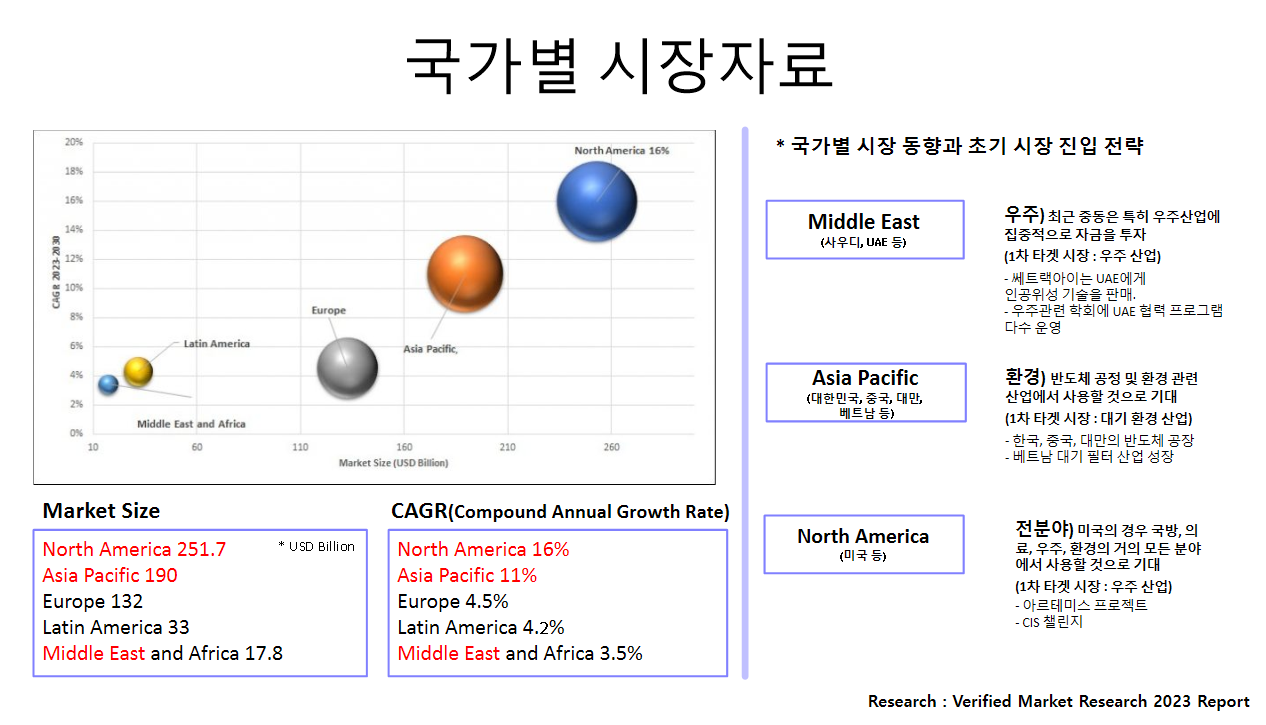 국가별 시장자료
20%
18%
16%
14%
12%
10%
8%
6%
4%
2%
0%
CAGR 2023-2030
North America 16%
Europe
Asia Pacific,
Latin America
Middle East and Africa
10
60
110
160
210
260
Market Size (USD Billion)
Market Size
* USD Billion
North America 251.7
Asia Pacific 190
Europe 132
Latin America 33
Middle East and Africa 17.8
CAGR(Compound Annual Growth Rate)
North America 16%
Asia Pacific 11%
Europe 4.5%
Latin America 4.2%
Middle East and Africa 3.5%
* 국가별 시장 동향과 초기 시장 진입 전략
Middle East
(사우디, UAE 등)
우주) 최근 중동은 특히 우주산업에
집중적으로 자금을 투자
(1차 타겟 시장 : 우주 산업)
- 쎄트랙아이는 UAE에게
인공위성 기술을 판매.
- 우주관련 학회에 UAE 협력 프로그램
다수 운영
Asia Pacific
(대한민국, 중국, 대만,
베트남 등)
환경) 반도체 공정 및 환경 관련
산업에서 사용할 것으로 기대
(1차 타겟 시장 : 대기 환경 산업)
- 한국, 중국, 대만의 반도체 공장
- 베트남 대기 필터 산업 성장
North America
(미국 등)
전분야) 미국의 경우 국방, 의
료, 우주, 환경의 거의 모든 분야
에서 사용할 것으로 기대
(1차 타겟 시장 : 우주 산업)
- 아르테미스 프로젝트
- CIS 챌린지
Research : Verified Market Research 2023 Report